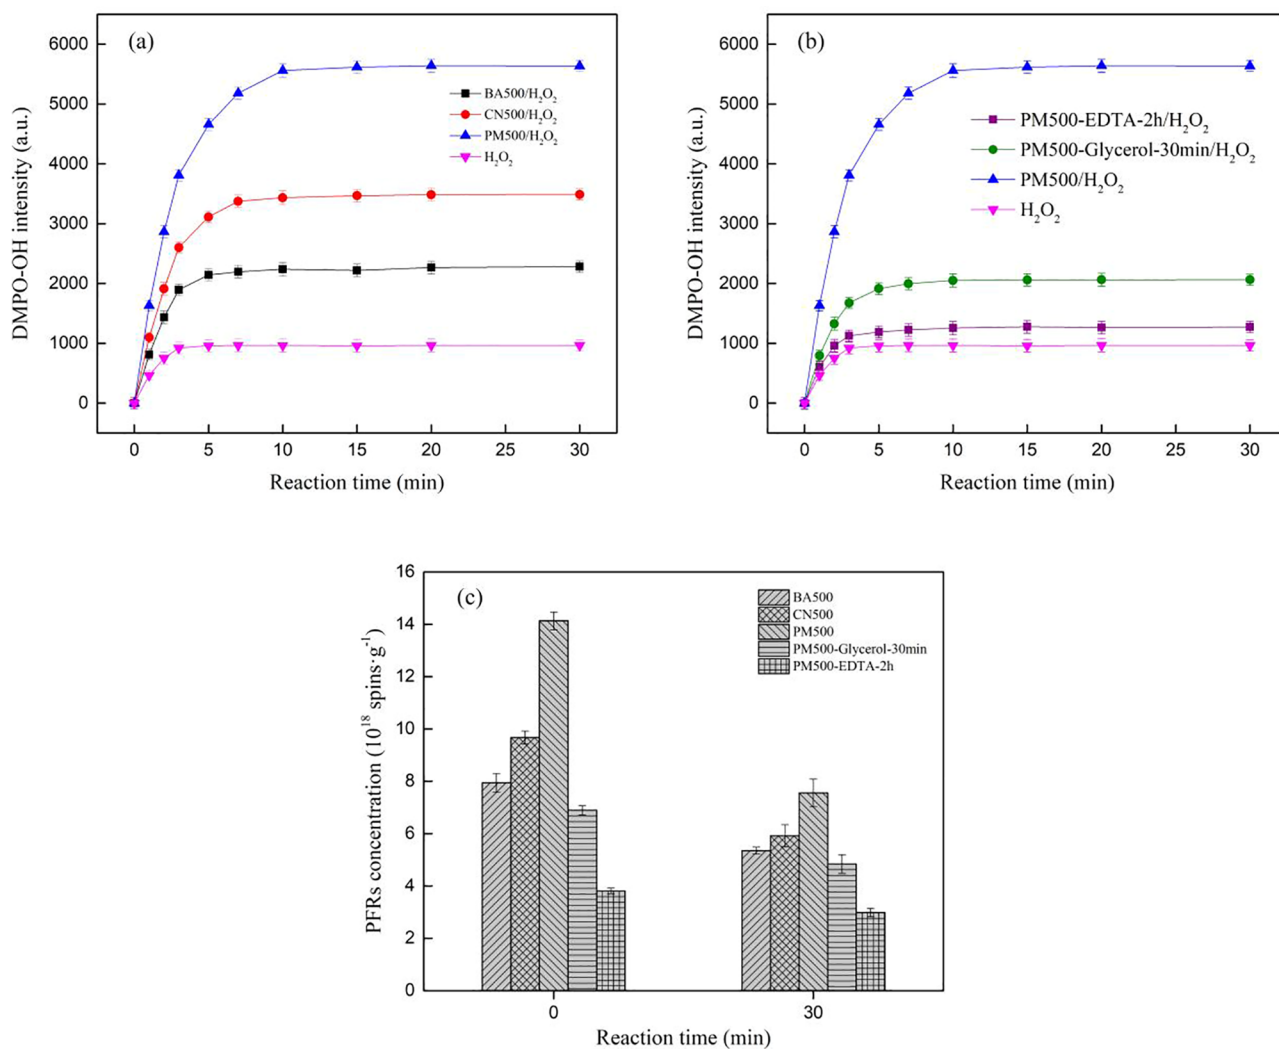 (a)
DMPO-OH intensity (a.u.)
6000
5000
4000
3000
2000
1000
0
BA500/H₂O₂
CN500/H₂O₂
PM500/H₂O₂
H₂O₂
0 5 10 15 20 25 30
Reaction time (min)
(b)
DMPO-OH intensity (a.u.)
6000
5000
4000
3000
2000
1000
0
PM500-EDTA-2h/H₂O₂
PM500-Glycerol-30min/H₂O₂
PM500/H₂O₂
H₂O₂
0 5 10 15 20 25 30
Reaction time (min)
(c)
PFRs concentration (10¹⁸ spins·g⁻¹)
16
14
12
10
8
6
4
2
0
BA500
CN500
PM500
PM500-Glycerol-30min
PM500-EDTA-2h
0 30
Reaction time (min)